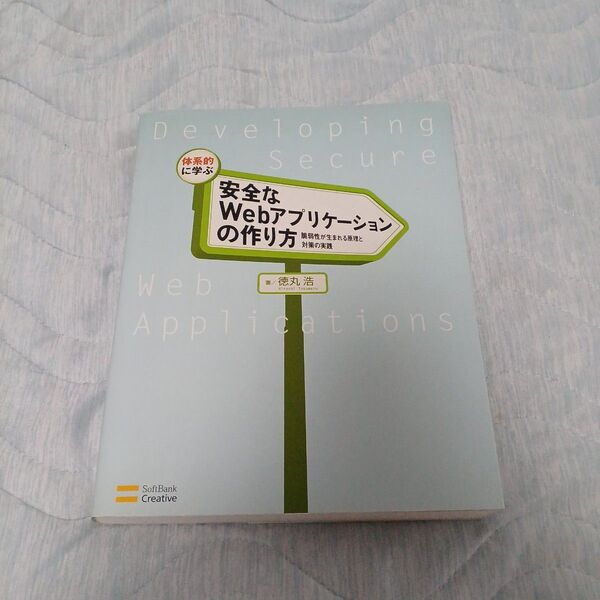 Developing
Secure
体系的
に学ぶ
安全な
Webアプリケーション
の作り方
脆弱性が生まれる原理と
対策の実践
著／徳丸 浩
Hiroshi Tokumaru
Web
Applications
SoftBank
Creative